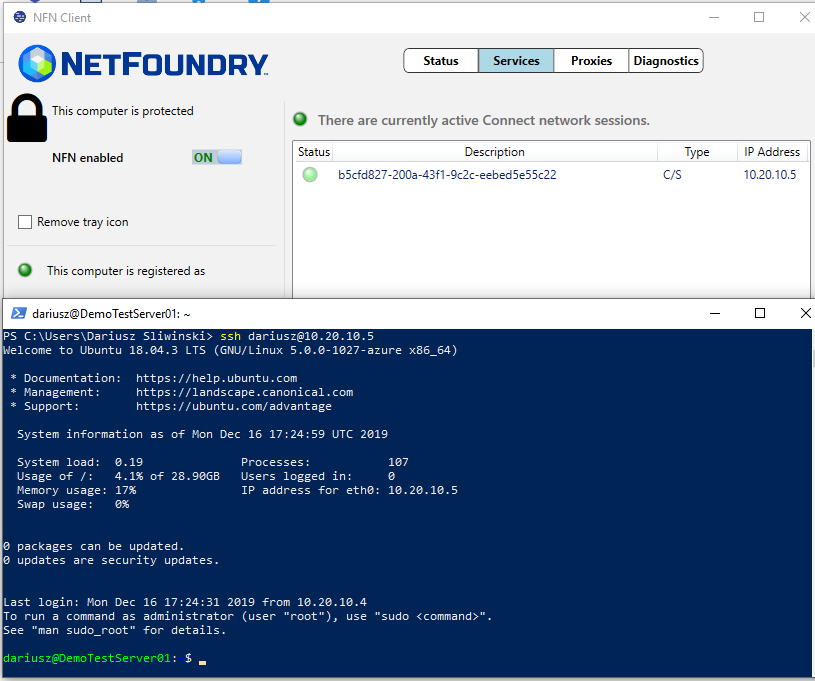 NFN Client
NETFOUNDRY™
Status Services Proxies Diagnostics
This computer is protected
There are currently active Connect network sessions.
NFN enabled ON
Status Description Type IP Address
b5cfd827-200a-43f1-9c2c-eebed5e55c22 C/S 10.20.10.5
Remove tray icon
This computer is registered as
dariusz@DemoTestServer01: ~
PS C:\Users\Dariusz Sliwinski> ssh dariusz@10.20.10.5
Welcome to Ubuntu 18.04.3 LTS (GNU/Linux 5.0.0-1027-azure x86_64)
* Documentation: https://help.ubuntu.com
* Management: https://landscape.canonical.com
* Support: https://ubuntu.com/advantage
System information as of Mon Dec 16 17:24:59 UTC 2019
System load: 0.19 Processes: 107
Usage of /: 4.1% of 28.90GB Users logged in: 0
Memory usage: 17% IP address for eth0: 10.20.10.5
Swap usage: 0%
0 packages can be updated.
0 updates are security updates.
Last login: Mon Dec 16 17:24:31 2019 from 10.20.10.4
To run a command as administrator (user "root"), use "sudo <command>".
See "man sudo_root" for details.
dariusz@DemoTestServer01: $ _